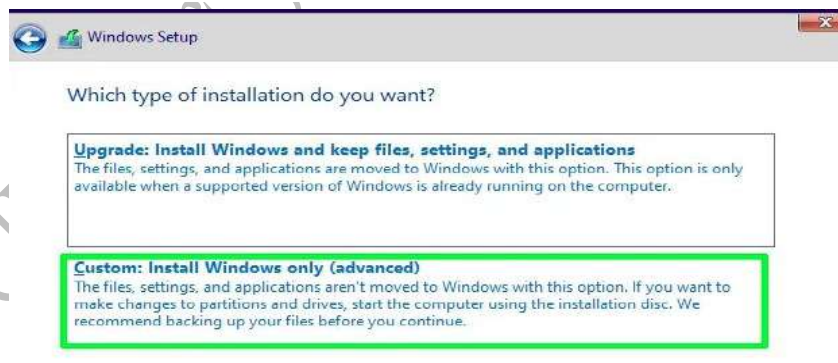 Windows Setup
Which type of installation do you want?
Upgrade: Install Windows and keep files, settings, and applications
The files, settings, and applications are moved to Windows with this option. This option is only
available when a supported version of Windows is already running on the computer.
Custom: Install Windows only (advanced)
The files, settings, and applications aren't moved to Windows with this option. If you want to
make changes to partitions and drives, start the computer using the installation disc. We
recommend backing up your files before you continue.